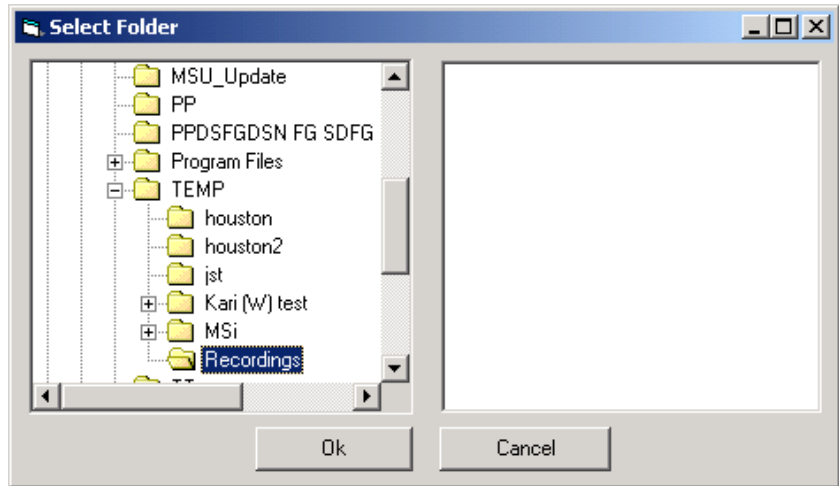 Select Folder
MSU_Update
PP
PPDSFGDSN FG SDFG
Program Files
TEMP
houston
houston2
jst
Kari (W) test
MSi
Recordings
Ok
Cancel